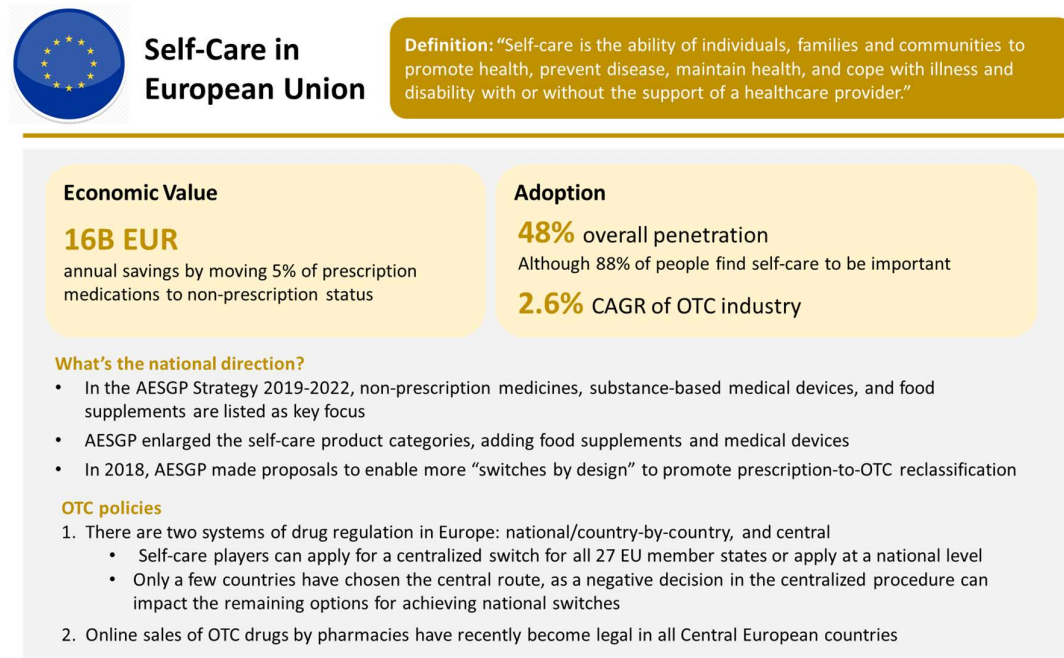 Self-Care in
European Union
Definition: “Self-care is the ability of individuals, families and communities to
promote health, prevent disease, maintain health, and cope with illness and
disability with or without the support of a healthcare provider.”
Economic Value
16B EUR
annual savings by moving 5% of prescription
medications to non-prescription status
Adoption
48% overall penetration
Although 88% of people find self-care to be important
2.6% CAGR of OTC industry
What’s the national direction?
• In the AESGP Strategy 2019-2022, non-prescription medicines, substance-based medical devices, and food
supplements are listed as key focus
• AESGP enlarged the self-care product categories, adding food supplements and medical devices
• In 2018, AESGP made proposals to enable more “switches by design” to promote prescription-to-OTC reclassification
OTC policies
1. There are two systems of drug regulation in Europe: national/country-by-country, and central
• Self-care players can apply for a centralized switch for all 27 EU member states or apply at a national level
• Only a few countries have chosen the central route, as a negative decision in the centralized procedure can
impact the remaining options for achieving national switches
2. Online sales of OTC drugs by pharmacies have recently become legal in all Central European countries